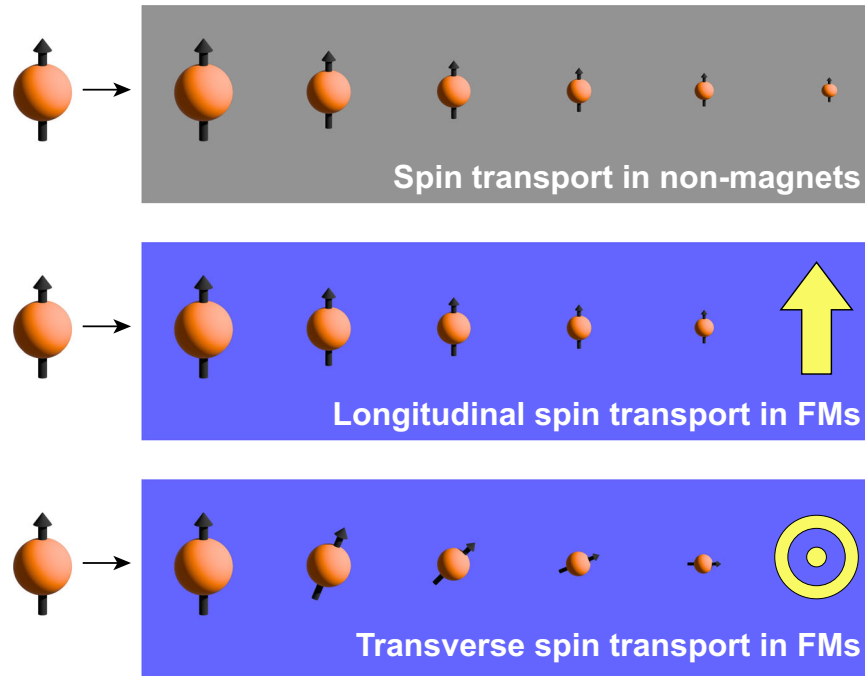 Spin transport in non-magnets
Longitudinal spin transport in FMs
Transverse spin transport in FMs